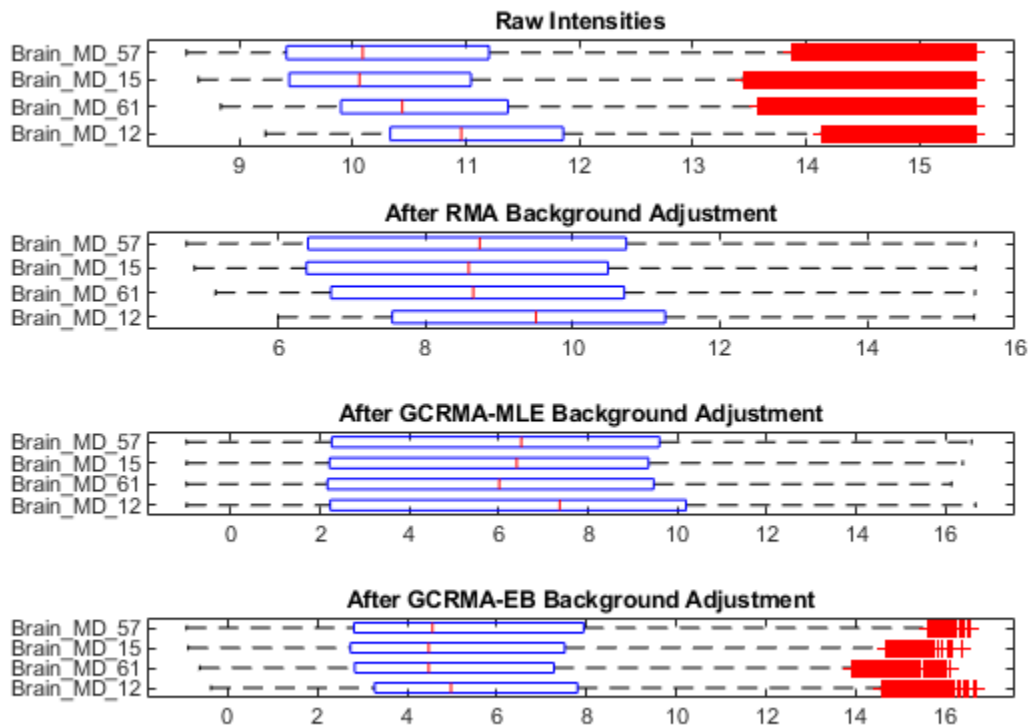 Raw Intensities
Brain_MD_57
Brain_MD_15
Brain_MD_61
Brain_MD_12
9 10 11 12 13 14 15
After RMA Background Adjustment
Brain_MD_57
Brain_MD_15
Brain_MD_61
Brain_MD_12
6 8 10 12 14 16
After GCRMA-MLE Background Adjustment
Brain_MD_57
Brain_MD_15
Brain_MD_61
Brain_MD_12
0 2 4 6 8 10 12 14 16
After GCRMA-EB Background Adjustment
Brain_MD_57
Brain_MD_15
Brain_MD_61
Brain_MD_12
0 2 4 6 8 10 12 14 16